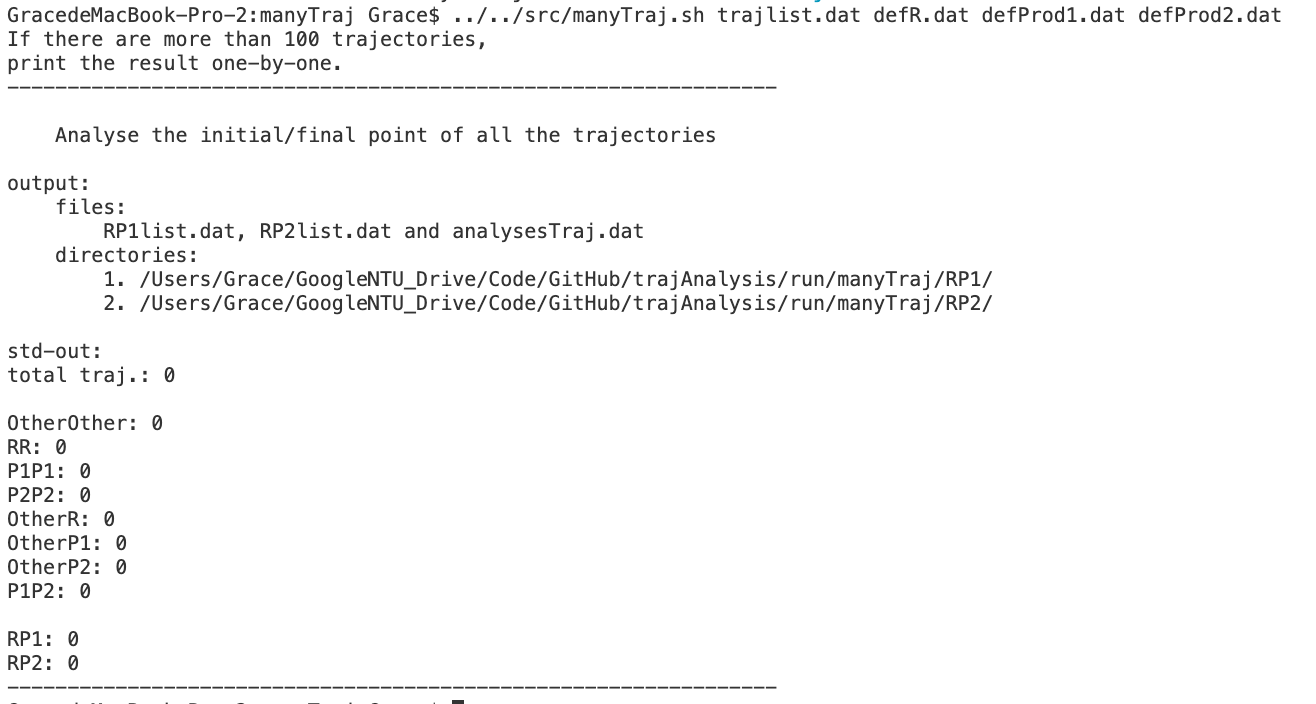 GracedeMacBook-Pro-2:manyTraj Grace$ ../../src/manyTraj.sh trajlist.dat defR.dat defProd1.dat defProd2.dat
If there are more than 100 trajectories,
print the result one-by-one.
----------------------------------------------------------------
Analyse the initial/final point of all the trajectories
output:
files:
RP1list.dat, RP2list.dat and analysesTraj.dat
directories:
1. /Users/Grace/GoogleNTU_Drive/Code/GitHub/trajAnalysis/run/manyTraj/RP1/
2. /Users/Grace/GoogleNTU_Drive/Code/GitHub/trajAnalysis/run/manyTraj/RP2/
std-out:
total traj.: 0
OtherOther: 0
RR: 0
P1P1: 0
P2P2: 0
OtherR: 0
OtherP1: 0
OtherP2: 0
P1P2: 0
RP1: 0
RP2: 0
----------------------------------------------------------------